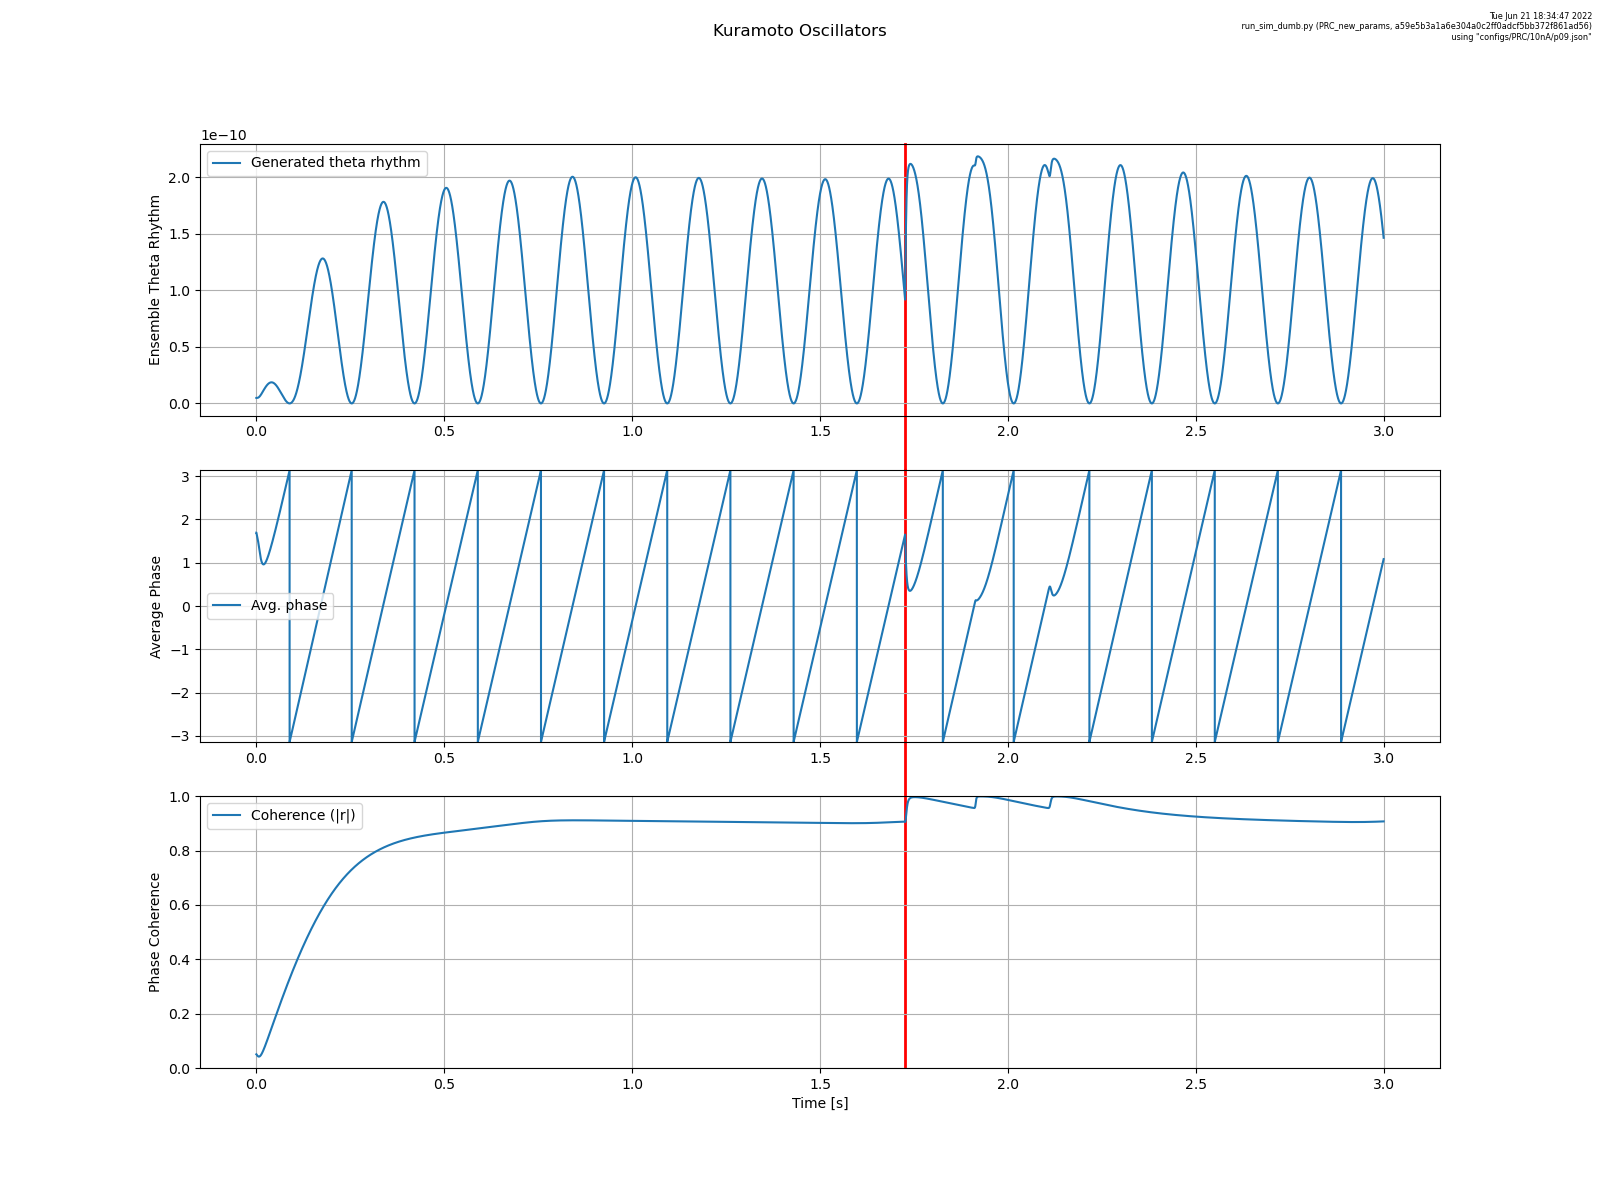 Tue Jun 21 18:34:47 2022
run_sim_dumb.py (PRC_new_params, a59e5b3a1a6e304a0c2ff0adcf5bb372f861ad56)
using "configs/PRC/10nA/p09.json"
Kuramoto Oscillators
1e−10
Generated theta rhythm
Ensemble Theta Rhythm
2.0
1.5
1.0
0.5
0.0
0.0 0.5 1.0 1.5 2.0 2.5 3.0
Avg. phase
Average Phase
3
2
1
0
−1
−2
−3
0.0 0.5 1.0 1.5 2.0 2.5 3.0
Coherence (|r|)
Phase Coherence
1.0
0.8
0.6
0.4
0.2
0.0
0.0 0.5 1.0 1.5 2.0 2.5 3.0
Time [s]